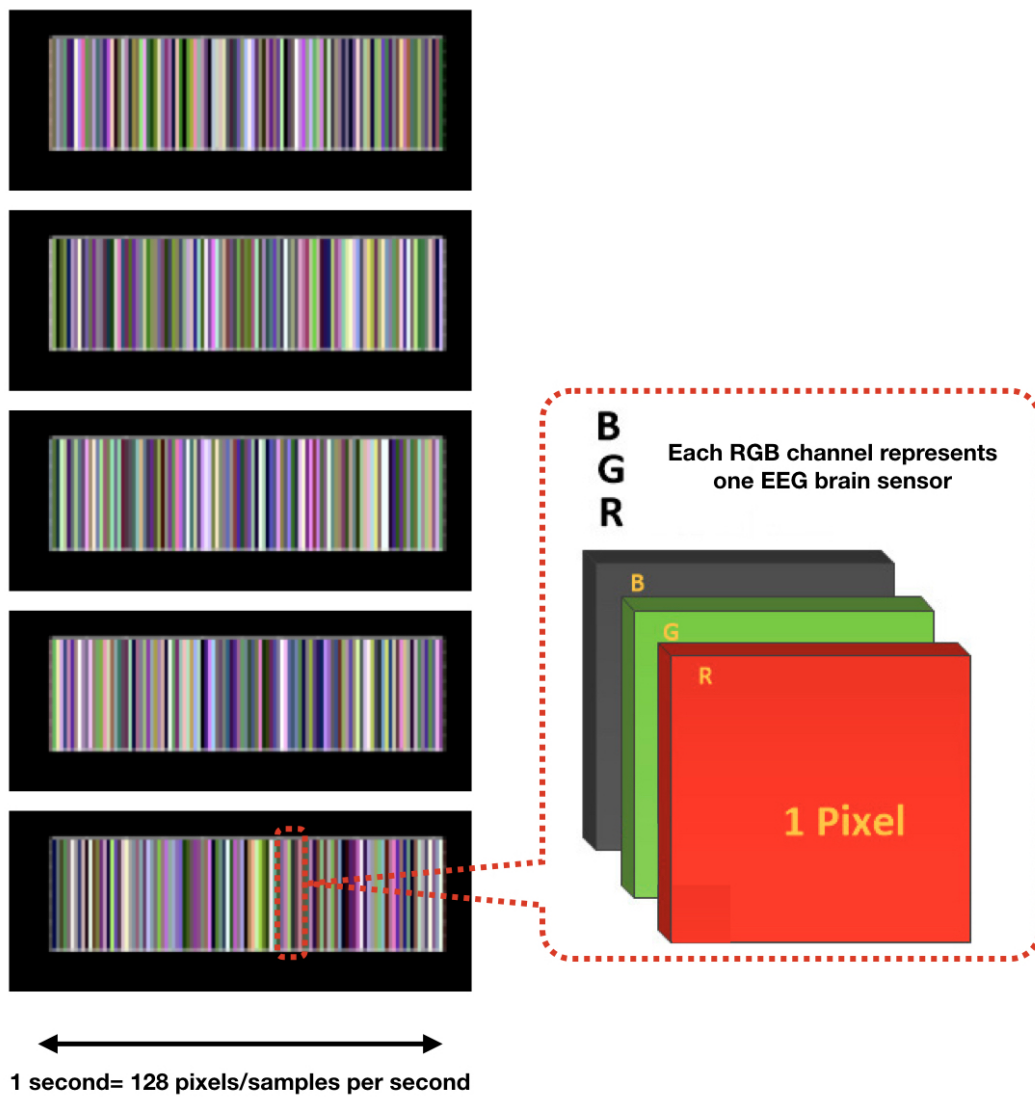 B
G
R
Each RGB channel represents
one EEG brain sensor
B
G
R
1 Pixel
1 second= 128 pixels/samples per second